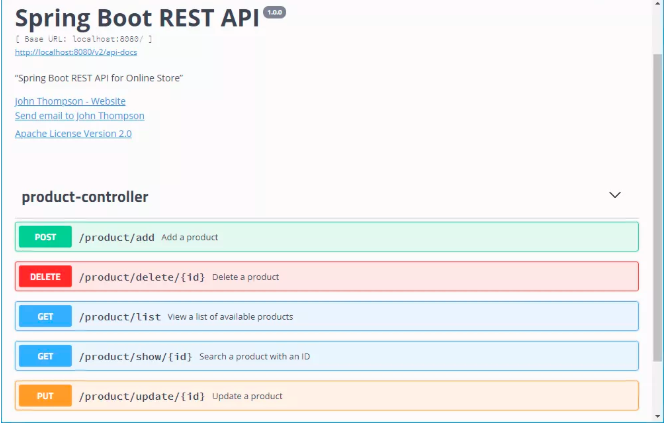 Spring Boot REST API 1.0.0
[ Base URL: localhost:8080/ ]
http://localhost:8080/v2/api-docs
"Spring Boot REST API for Online Store"
John Thompson - Website
Send email to John Thompson
Apache License Version 2.0
product-controller
POST /product/add Add a product
DELETE /product/delete/{id} Delete a product
GET /product/list View a list of available products
GET /product/show/{id} Search a product with an ID
PUT /product/update/{id} Update a product